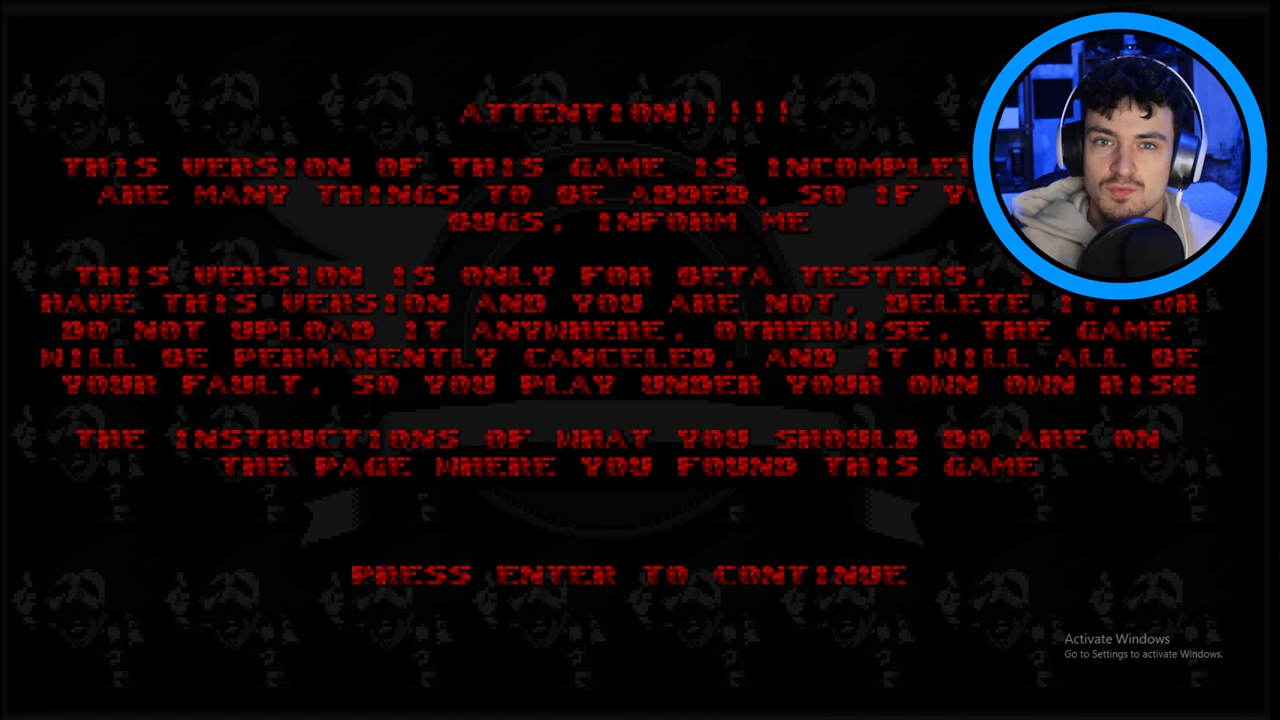 ATTENTION!!!!!
THIS VERSION OF THIS GAME IS
ARE MANY THINGS TO BE ADDED, SO IF
BUGS, INFORM ME
THIS VERSION IS ONLY FOR BETA TESTERS,
HAVE THIS VERSION AND YOU ARE NOT, DELETE IT, OR
DO NOT UPLOAD IT ANYWHERE, OTHERWISE, THE GAME
WILL BE PERMANENTLY CANCELED, AND IT WILL ALL BE
YOUR FAULT, SO YOU PLAY UNDER YOUR OWN OWN RISK
THE INSTRUCTIONS OF WHAT YOU SHOULD DO ARE ON
THE PAGE WHERE YOU FOUND THIS GAME
PRESS ENTER TO CONTINUE
Activate Windows
Go to Settings to activate Windows.